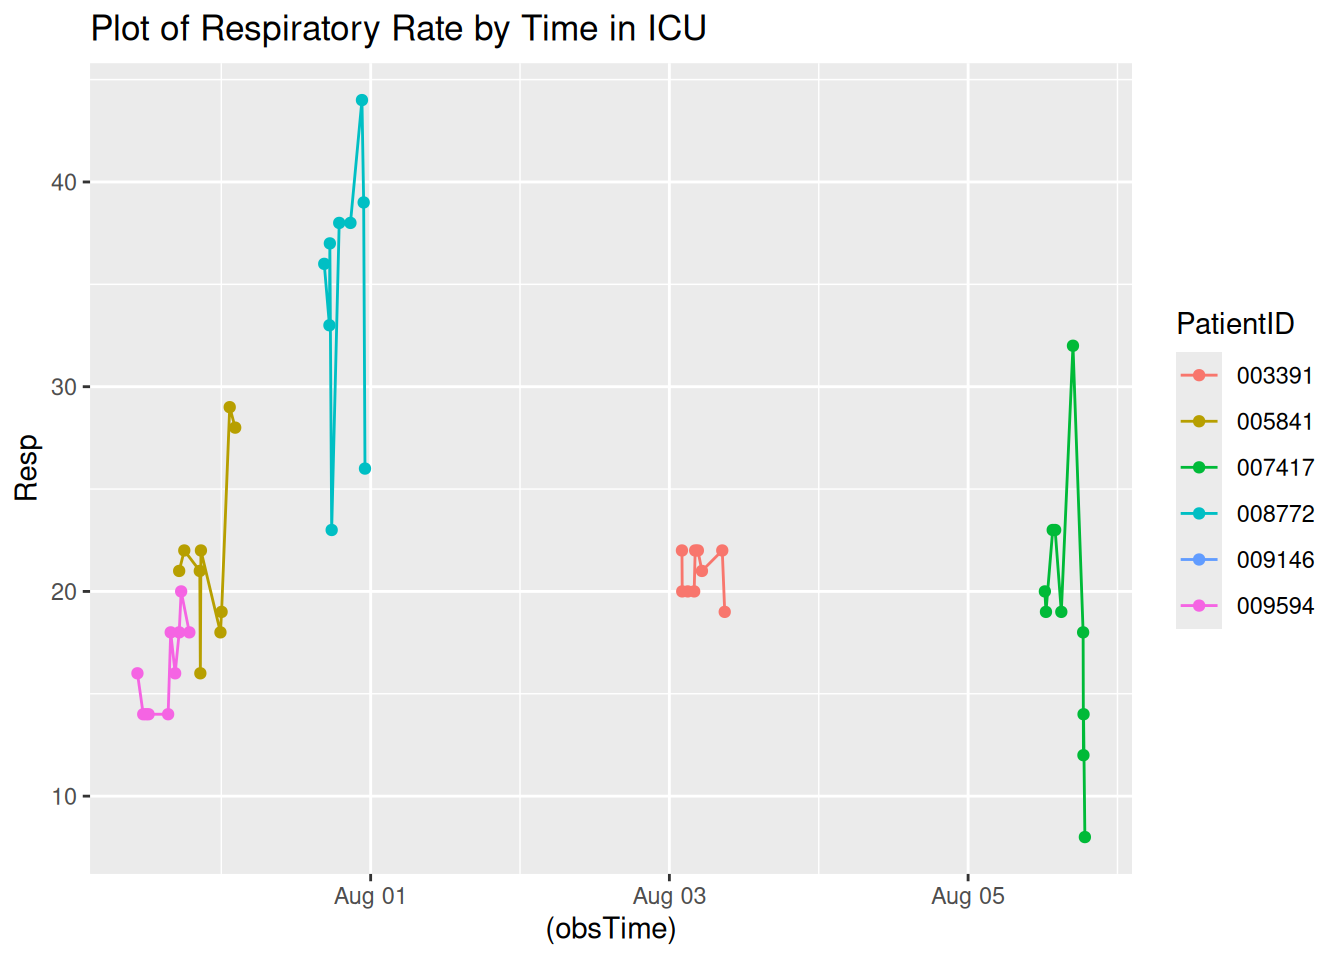 Plot of Respiratory Rate by Time in ICU
Resp
40
30
20
10
Aug 01
Aug 03
Aug 05
(obsTime)
PatientID
003391
005841
007417
008772
009146
009594